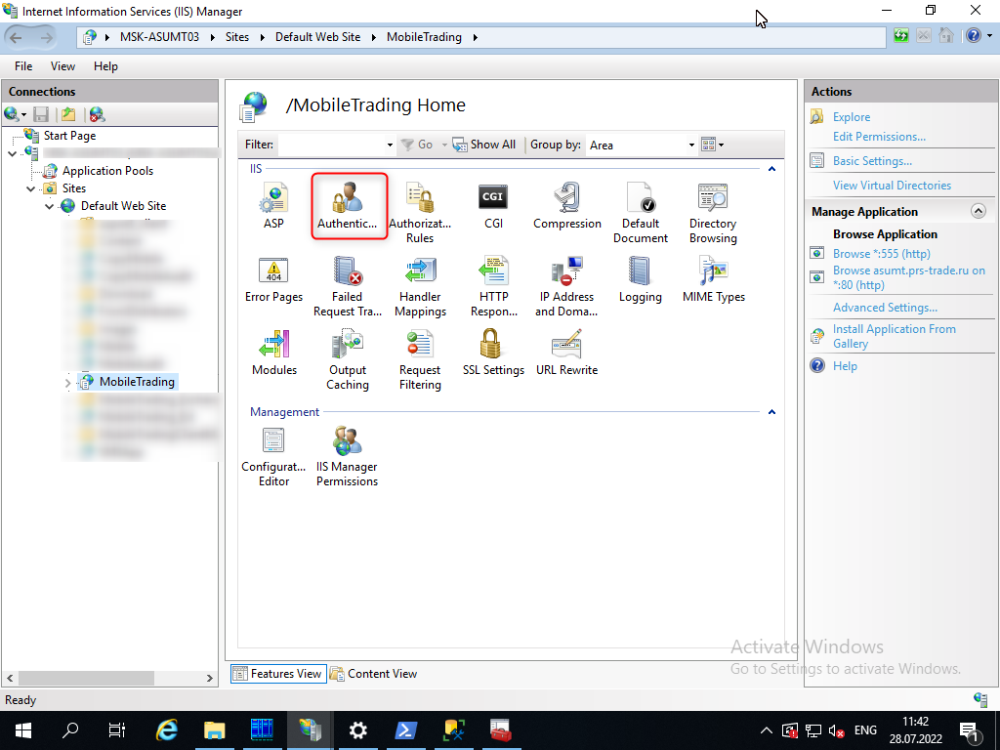 Internet Information Services (IIS) Manager
MSK-ASUMT03
Sites
Default Web Site
MobileTrading
File
View
Help
Connections
Start Page
Application Pools
Sites
Default Web Site
MobileTrading
/MobileTrading Home
Filter:
Go
Show All
Group by:
Area
IIS
ASP
Authentic...
Authorizat...
Rules
CGI
CGI
Compression
Default
Document
Directory
Browsing
404
Error Pages
Failed
Request Tra...
Handler
Mappings
HTTP
Respon...
IP Address
and Doma...
Logging
MIME Types
Modules
Output
Caching
Request
Filtering
SSL Settings
URL Rewrite
Management
Configurat...
Editor
IIS Manager
Permissions
Features View
Content View
Actions
Explore
Edit Permissions...
Basic Settings...
View Virtual Directories
Manage Application
Browse Application
Browse *:555 (http)
Browse asumt.prs-trade.ru on
*:80 (http)
Advanced Settings...
Install Application From
Gallery
Help
Activate Windows
Go to Settings to activate Windows.
Ready
ENG
11:42
28.07.2022
1